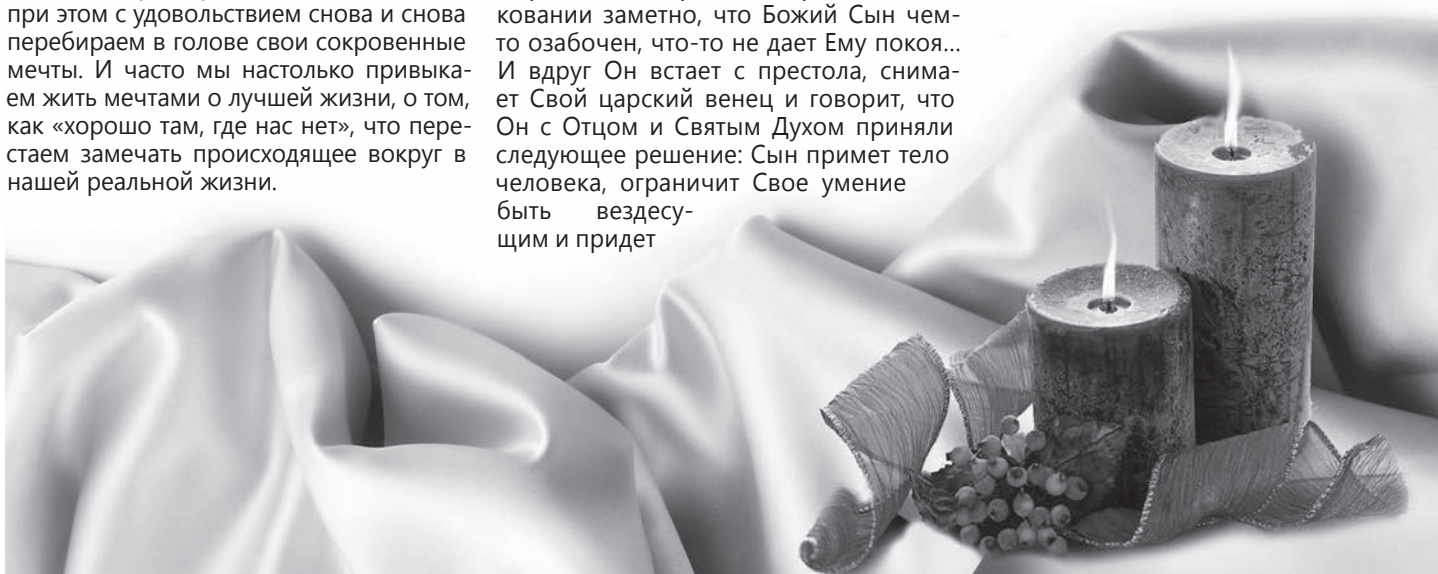 при этом с удовольствием снова и снова
перебираем в голове свои сокровенные
мечты. И часто мы настолько привыка-
ем жить мечтами о лучшей жизни, о том,
как «хорошо там, где нас нет», что пере-
стаем замечать происходящее вокруг в
нашей реальной жизни.
ковании заметно, что Божий Сын чем-
то озабочен, что-то не дает Ему покоя...
И вдруг Он встает с престола, снима-
ет Свой царский венец и говорит, что
Он с Отцом и Святым Духом приняли
следующее решение: Сын примет тело
человека, ограничит Свое умение
быть вездесу-
щим и придет